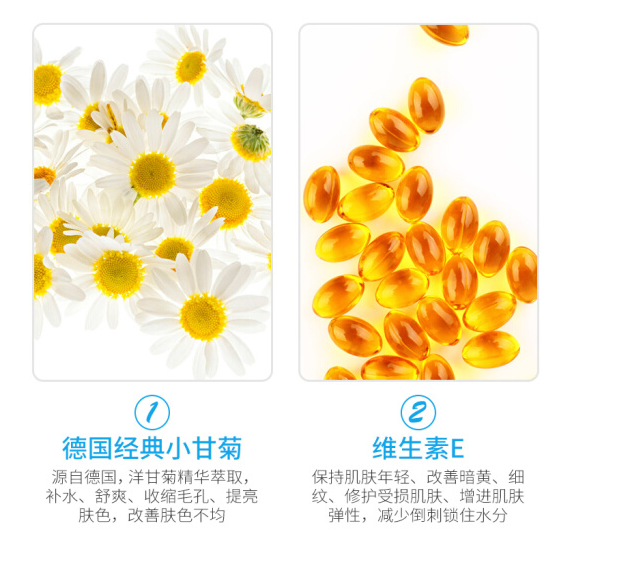 1
德国经典小甘菊
源自德国，洋甘菊精华萃取，
补水、舒爽、收缩毛孔、提亮
肤色，改善肤色不均
2
维生素E
保持肌肤年轻、改善暗黄、细
纹、修护受损肌肤、增进肌肤
弹性，减少倒刺锁住水分